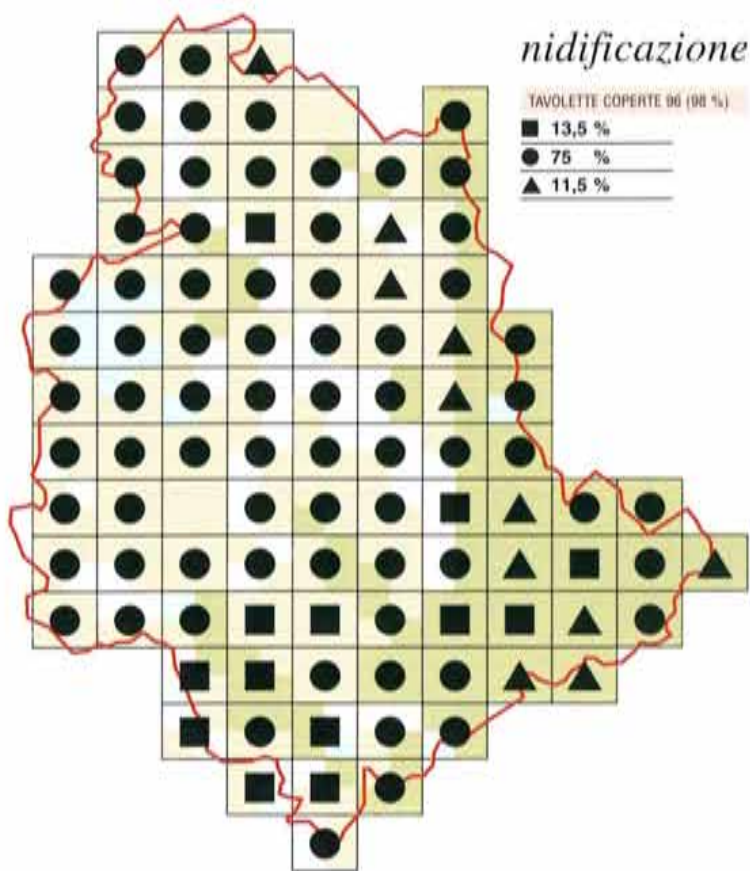 nidificazione
TAVOLETTE COPERTE 96 (98 %)
13,5 %
75 %
11,5 %